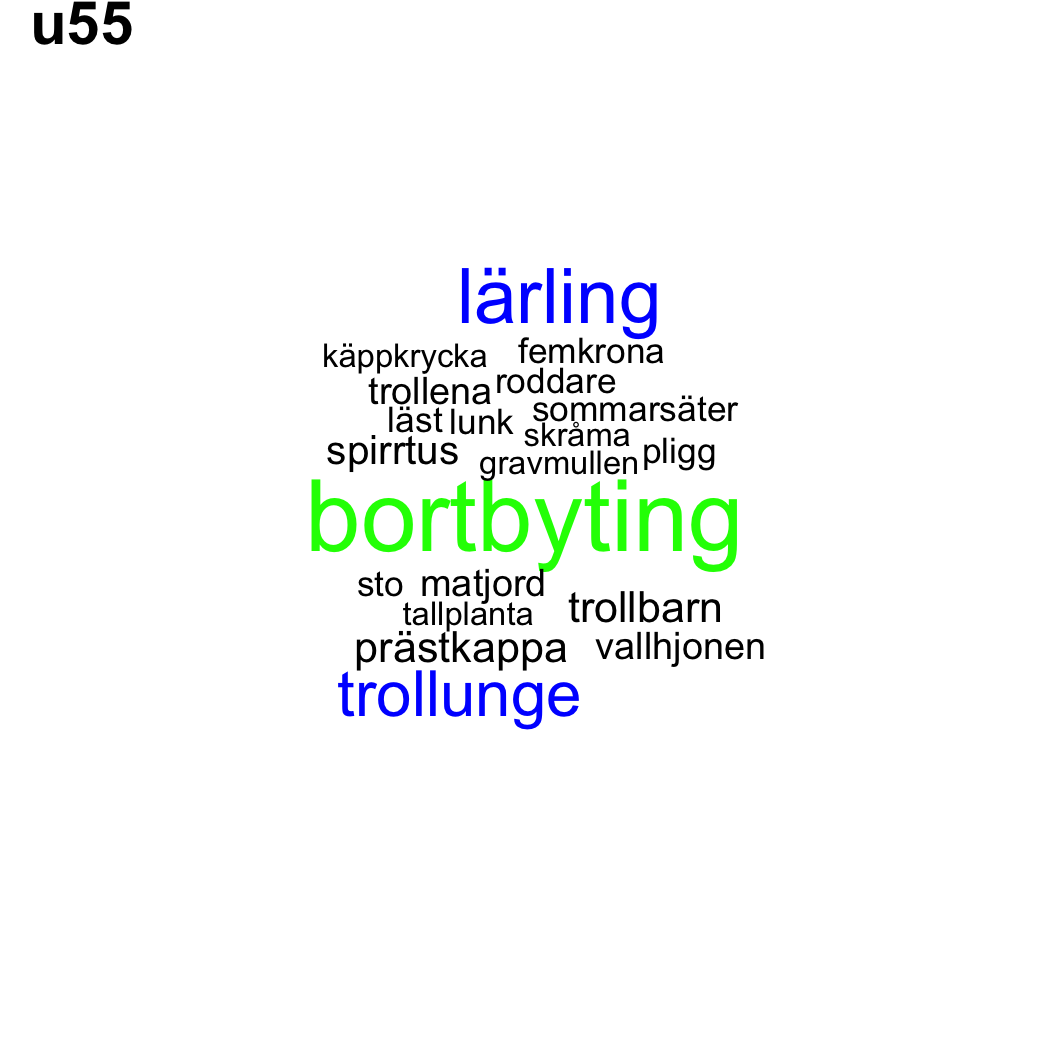 u55
lärling
käppkrycka femkrona
trollena roddare
läst lunk sommarsäter
skråma
spirrtus gravmullen pligg
bortbyting
sto matjord
tallplanta trollbarn
prästkappa vallhjonen
trollunge